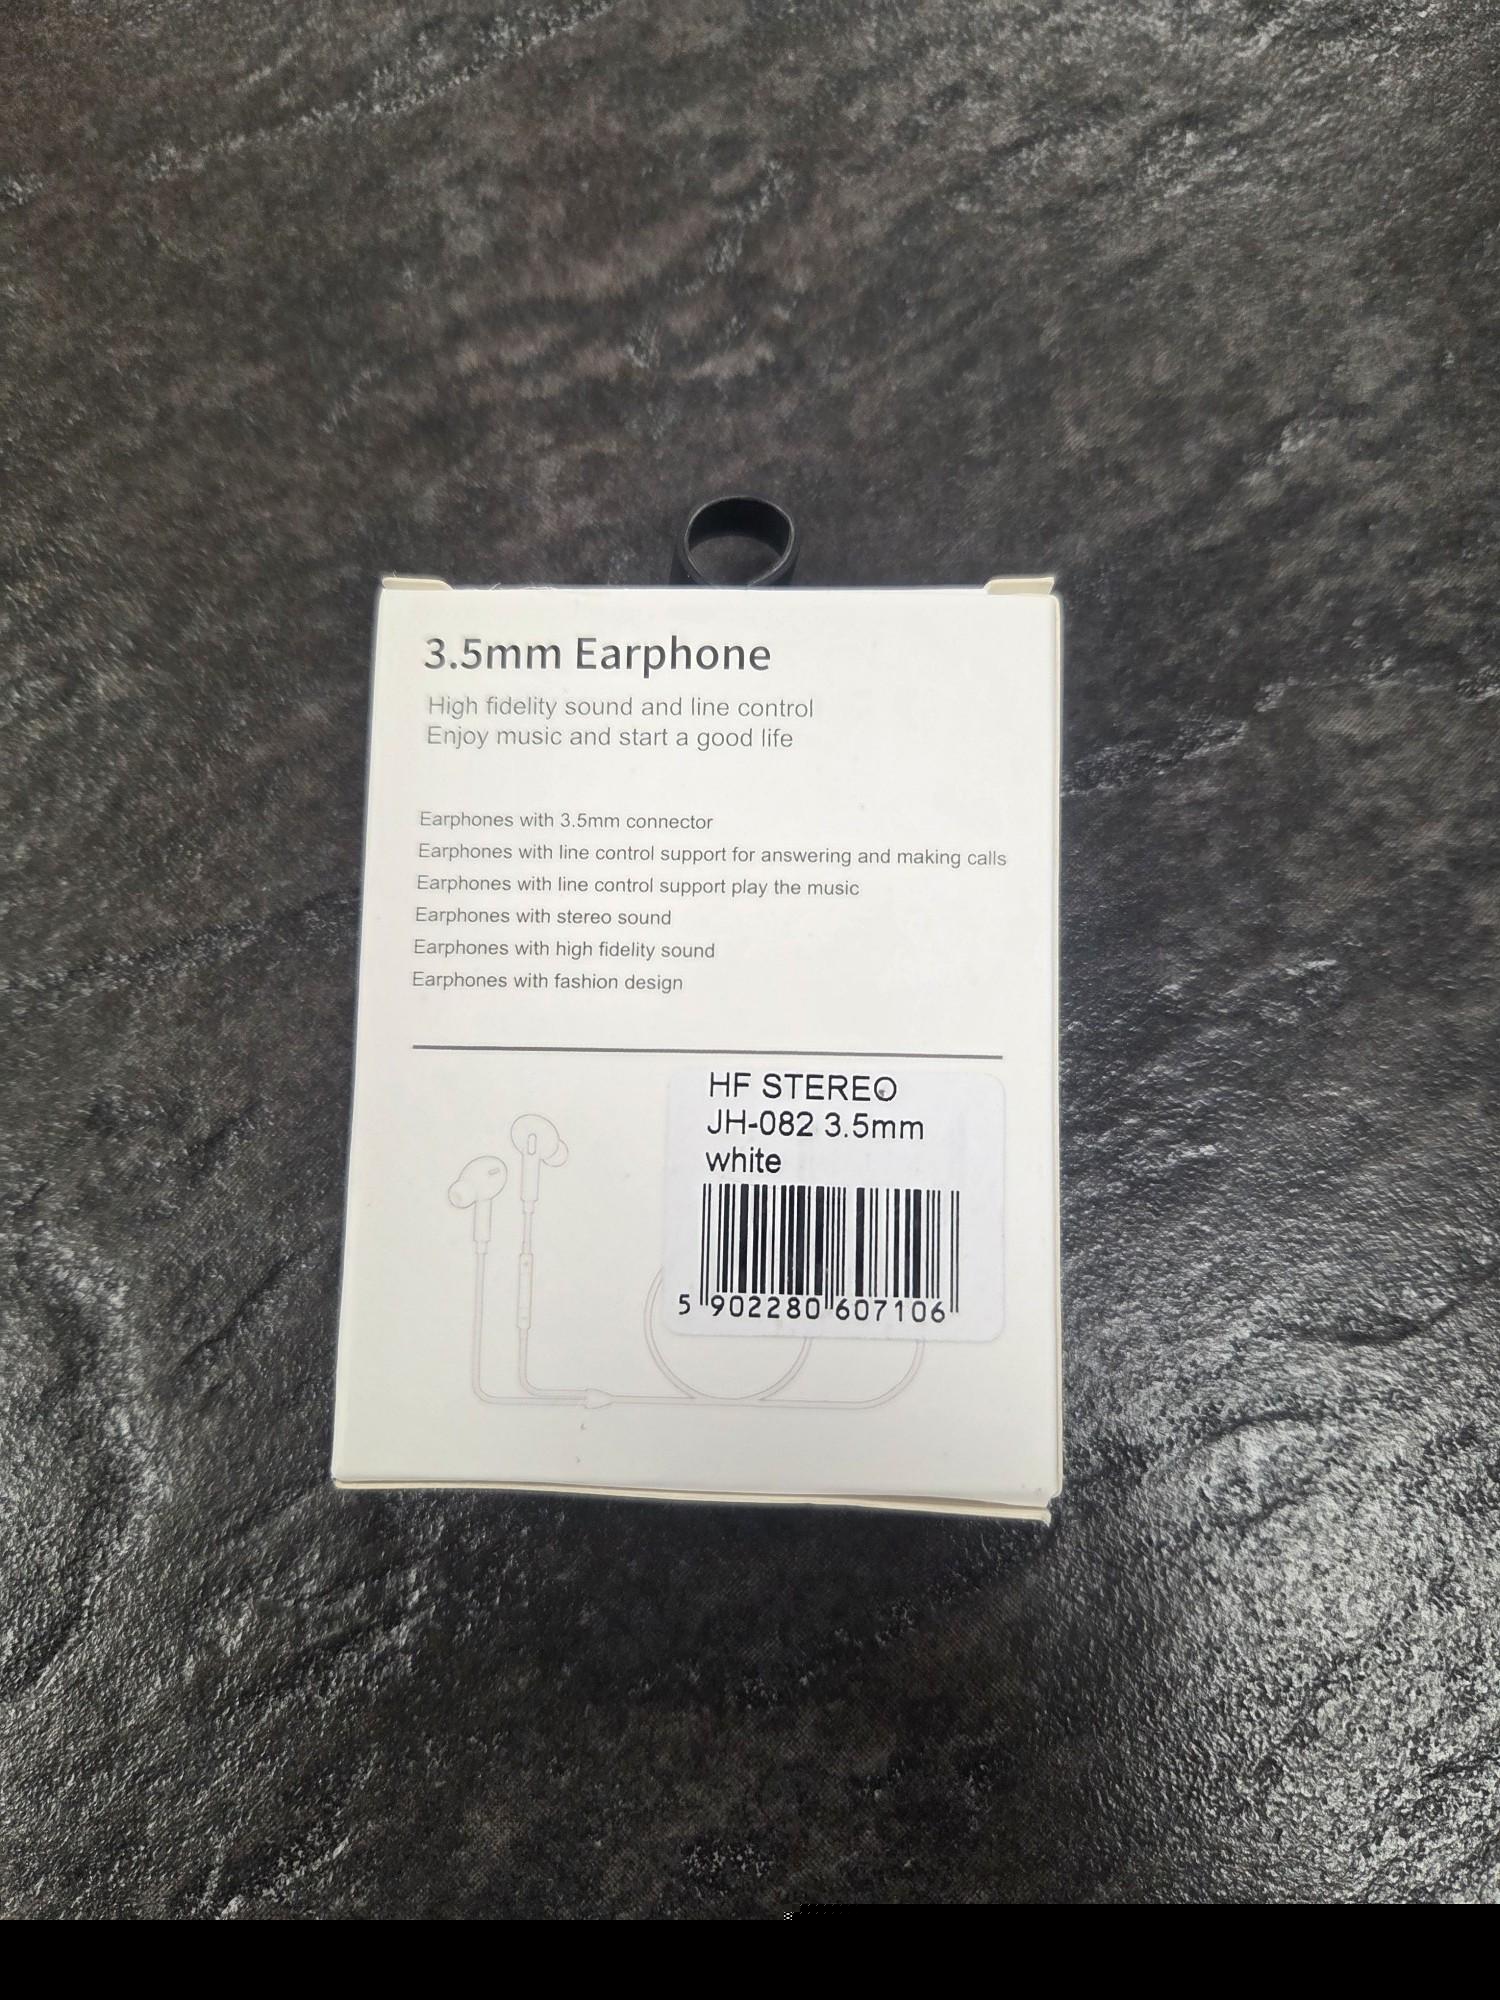 3.5mm Earphone
High fidelity sound and line control
Enjoy music and start a good life
Earphones with 3.5mm connector
Earphones with line control support for answering and making calls
Earphones with line control support play the music
Earphones with stereo sound
Earphones with high fidelity sound
Earphones with fashion design
HF STEREO
JH-082 3.5mm
white
5 902280 607106